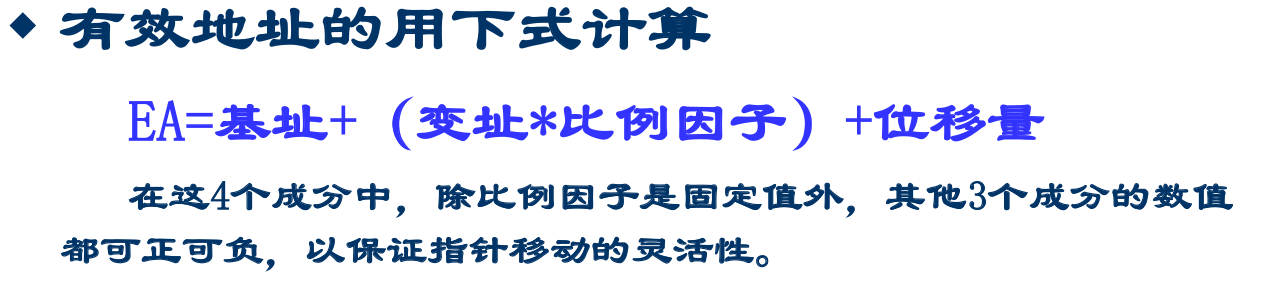 ◆ 有效地址的用下式计算
EA=基址+（变址*比例因子）+位移量
在这4个成分中，除比例因子是固定值外，其他3个成分的数值
都可正可负，以保证指针移动的灵活性。